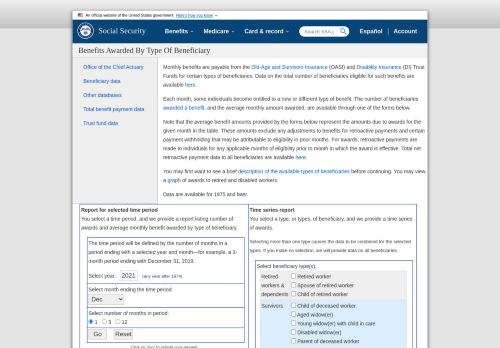 An official website of the United States government Here's how you know
Social Security
Benefits Medicare Card & record
Español Account
Benefits Awarded By Type Of Beneficiary
Office of the Chief Actuary
Beneficiary data
Other databases
Total benefit payment data
Trust fund data
Monthly benefits are payable from the Old-Age and Survivors Insurance (OASI) and Disability Insurance (DI) Trust
Funds for certain types of beneficiaries. Data on the total number of beneficiaries eligible for such benefits are
available here.
Each month, some individuals become entitled to a new or different type of benefit. The number of beneficiaries
awarded a benefit, and the average monthly amount awarded, are available through one of the forms below.
Note that the average benefit amounts provided by the forms below represent the amounts due to awards for the
given month in the table. These amounts exclude any adjustments to benefits for retroactive payments and certain
payment withholding that may be attributable to eligibility in prior months. For awards, retroactive payments are
made to individuals for any applicable months of eligibility prior to month in which the award is effective. Total net
retroactive payment data to all beneficiaries are available here.
You may first want to see a brief description of the available types of beneficiaries before continuing. You may view
a graph of awards to retired and disabled workers.
Data are available for 1975 and later.
Report for selected time period
You select a time period, and we provide a report listing number of
awards and average monthly benefit awarded by type of beneficiary.
The time period will be defined by the number of months in a
period ending with a selected year and month—for example, a 3-
month period ending with December 31, 2019.
Select year: 2021 (any year after 1974)
Select month ending the time period:
Dec
Select number of months in period:
1 3 12
Go Reset
Time series report
You select a type, or types, of beneficiary, and we provide a time series
of awards.
Selecting more than one type causes the data to be combined for the selected
types. If you make no selection, we will provide data on all beneficiaries.
Select beneficiary type(s):
Retired workers & dependents
Retired worker
Spouse of retired worker
Child of retired worker
Survivors
Child of deceased worker
Aged widow(er)
Young widow(er) with child in care
Disabled widow(er)
Parent of deceased worker